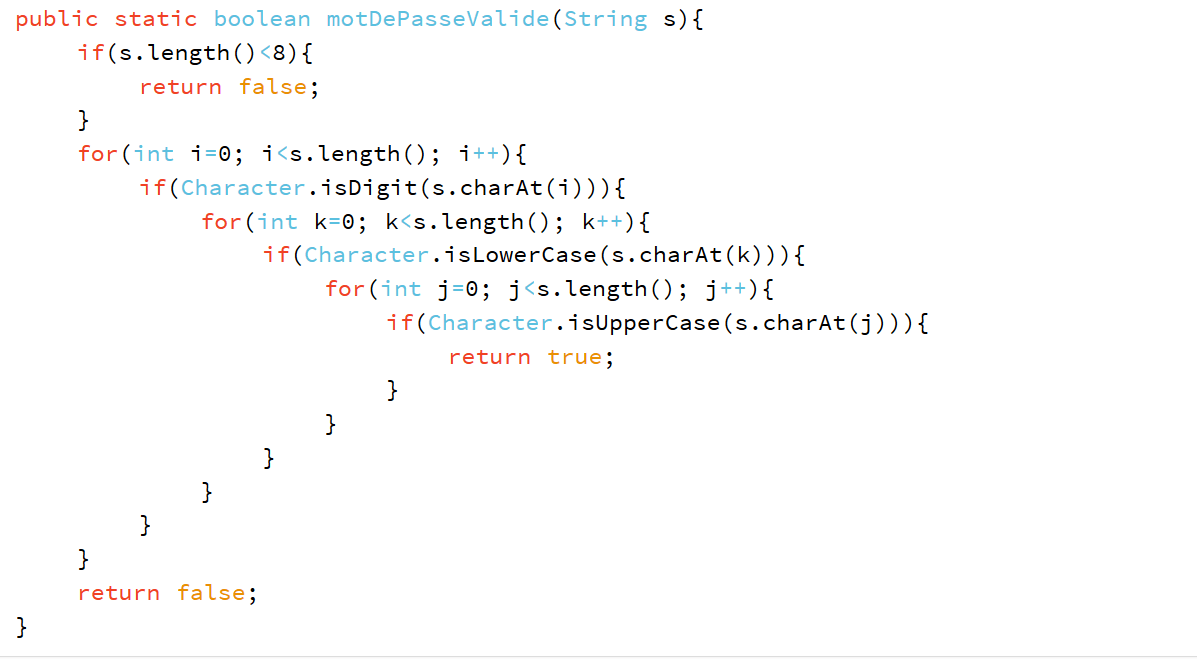 public static boolean motDePasseValide(String s){
    if(s.length()<8){
        return false;
    }
    for(int i=0; i<s.length(); i++){
        if(Character.isDigit(s.charAt(i))){
            for(int k=0; k<s.length(); k++){
                if(Character.isLowerCase(s.charAt(k))){
                    for(int j=0; j<s.length(); j++){
                        if(Character.isUpperCase(s.charAt(j))){
                            return true;
                        }
                    }
                }
            }
        }
    }
    return false;
}